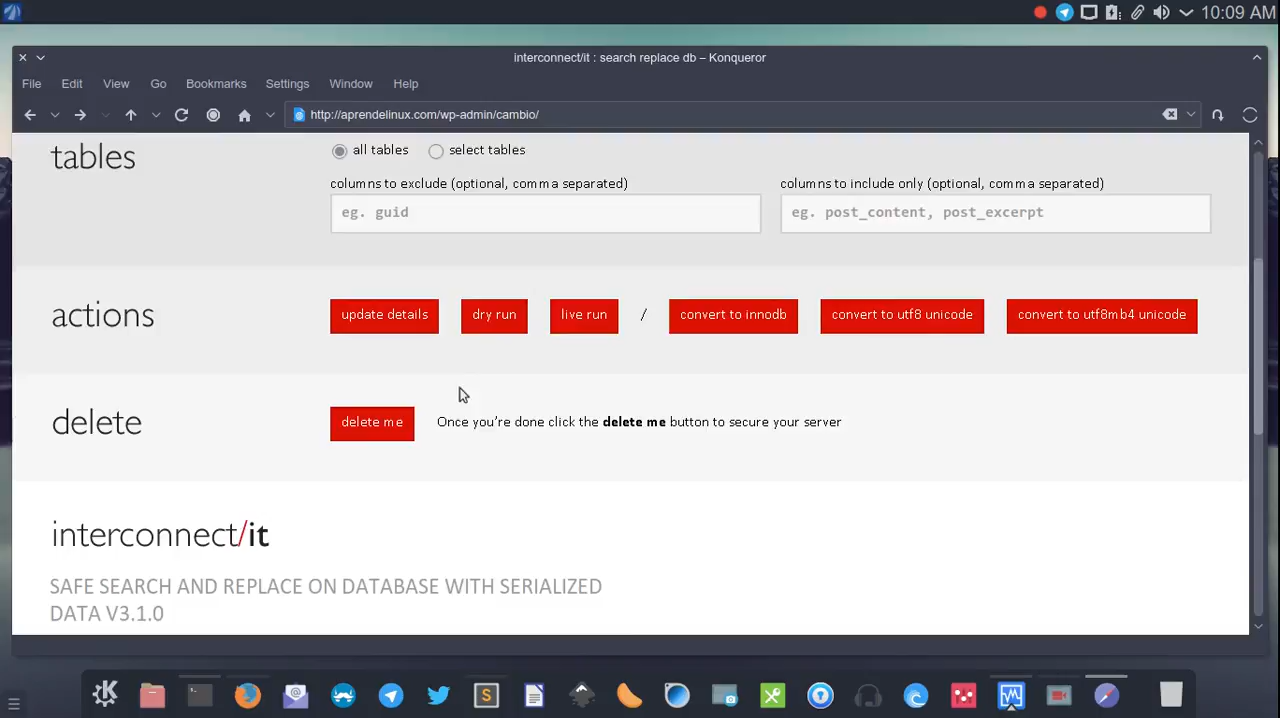 10:09 AM
interconnect/it : search replace db – Konqueror
File Edit View Go Bookmarks Settings Window Help
http://aprendelinux.com/wp-admin/cambio/
tables
all tables select tables
columns to exclude (optional, comma separated) columns to include only (optional, comma separated)
eg. guid eg. post_content, post_excerpt
actions update details dry run live run / convert to innodb convert to utf8 unicode convert to utf8mb4 unicode
delete delete me Once you’re done click the delete me button to secure your server
interconnect/it
SAFE SEARCH AND REPLACE ON DATABASE WITH SERIALIZED
DATA V3.1.0